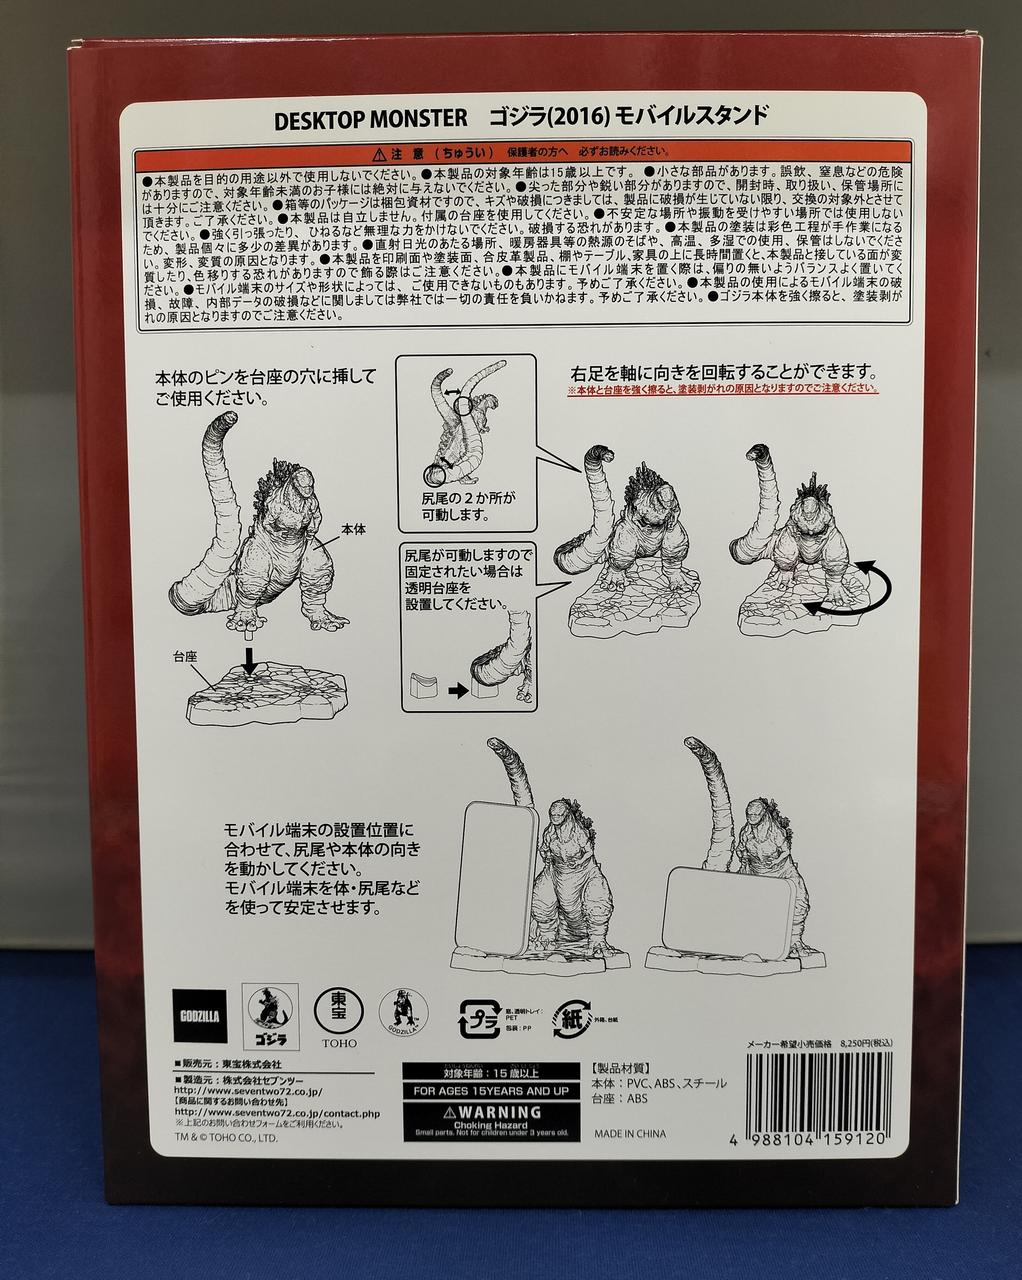 DESKTOP MONSTER ゴジラ(2016)モバイルスタンド
⚠注 意 (ちゅうい) 保護者の方へ 必ずお読みください。
●本製品を目的の用途以外で使用しないでください。●本製品の対象年齢は15歳以上です。●小さな部品があります。誤飲、窒息などの危険
がありますので、対象年齢未満のお子様には絶対に与えないでください。●尖った部分や鋭い部分がありますので、開封時、取り扱い、保管場所に
は十分にご注意ください。●箱等のパッケージは梱包資材ですので、キズや破損につきましては、製品に破損が生じていない限り、交換の対象外とさせて
頂きます。ご了承ください。●本製品は自立しません。付属の台座を使用してください。●不安定な場所や振動を受けやすい場所では使用しない
でください。●強く引っ張ったり、ひねるなど無理な力をかけないでください。破損する恐れがあります。●本製品の塗装は彩色工程が手作業になる
ため、製品個々に多少の差異があります。●直射日光のあたる場所、暖房器具等の熱源のそばや、高温、多湿での使用、保管はしないでくださ
い。変形、変質の原因となります。●本製品を印刷面や塗装面、合皮革製品、棚やテーブル、家具の上に長時間置くと、本製品と接している面が変
質したり、色移りする恐れがありますので飾る際はご注意ください。●本製品にモバイル端末を置く際は、偏りの無いようバランスよく置いてく
ださい。●モバイル端末のサイズや形状によっては、ご使用できないものもあります。予めご了承ください。●本製品の使用によるモバイル端末の破
損、故障、内部データの破損などに関しましては弊社では一切の責任を負いかねます。予めご了承ください。●ゴジラ本体を強く擦ると、塗装剥が
れの原因となりますのでご注意ください。
本体のピンを台座の穴に挿して
ご使用ください。
本体
台座
尻尾の2か所が
可動します。
尻尾が可動しますので
固定されたい場合は
透明台座を
設置してください。
右足を軸に向きを回転することができます。
※本体と台座を強く擦ると、塗装剥がれの原因となりますのでご注意ください。
モバイル端末の設置位置に
合わせて、尻尾や本体の向き
を動かしてください。
モバイル端末を体・尻尾など
を使って安定させます。
GODZILLA
ゴジラ
東宝
TOHO
GODZILLA
TM
プラ
箱、透明トレイ:
PET
包装:PP
紙
外箱、台紙
メーカー希望小売価格 8,250円(税込)
■販売元:東宝株式会社
■製造元:株式会社セブンツー
http://www.seventwo72.co.jp/
【商品に関するお問い合わせ先】
http://www.seventwo72.co.jp/contact.php
※上記のお問い合わせフォームをご利用ください。
TM & © TOHO CO., LTD.
対象年齢:15歳以上
FOR AGES 15YEARS AND UP
⚠WARNING
Choking Hazard
Small parts. Not for children under 3 years old.
【製品材質】
本体:PVC、ABS、スチール
台座:ABS
MADE IN CHINA
4 988104 159120